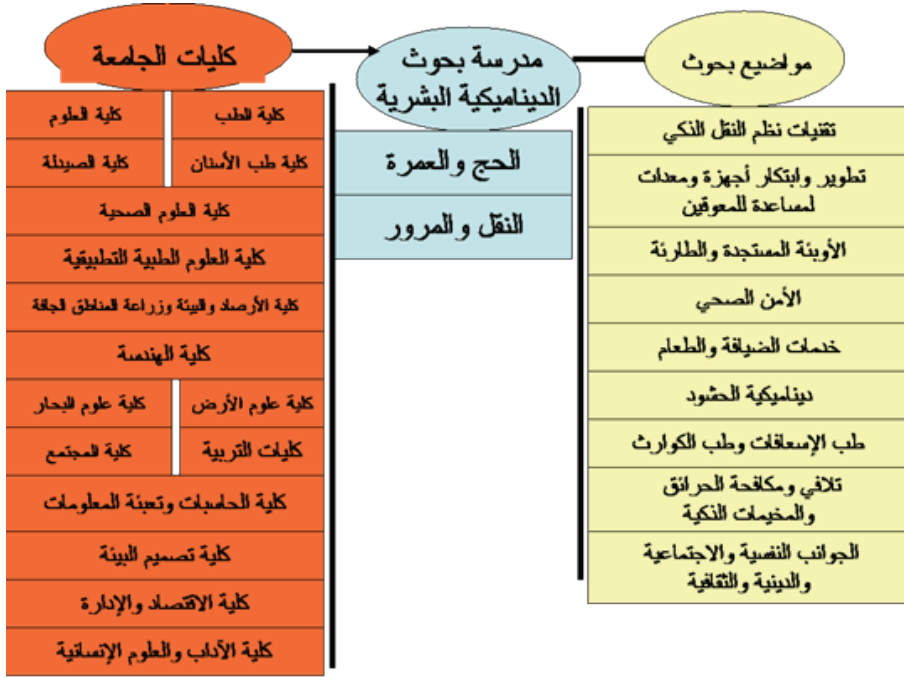 مواضيع بحوث
تقنيات نظم النقل الذكي
تطوير وابتكار أجهزة ومعدات
لمساعدة للمعوقين
الأوبئة المستجدة والطارئة
الأمن الصحي
خدمات الضيافة والطعام
ديناميكية الحشود
طب الإسعافات وطب الكوارث
تلافي ومكافحة الحرائق
والمخيمات الذكية
الجوانب النفسية والاجتماعية
والدينية والثقافية
مدرسة بحوث
الديناميكية البشرية
الحج والعمرة
النقل والمرور
كليات الجامعة
كلية الطب
كلية العلوم
كلية طب الأسنان
كلية الصيدلة
كلية العلوم الصحية
كلية العلوم الطبية التطبيقية
كلية الأرصاد والبيئة وزراعة المناطق الجافة
كلية الهندسة
كلية علوم الأرض
كلية علوم البحار
كليات التربية
كلية المجتمع
كلية الحاسبات وتعبئة المعلومات
كلية تصميم البيئة
كلية الاقتصاد والإدارة
كلية الآداب والعلوم الإنسانية